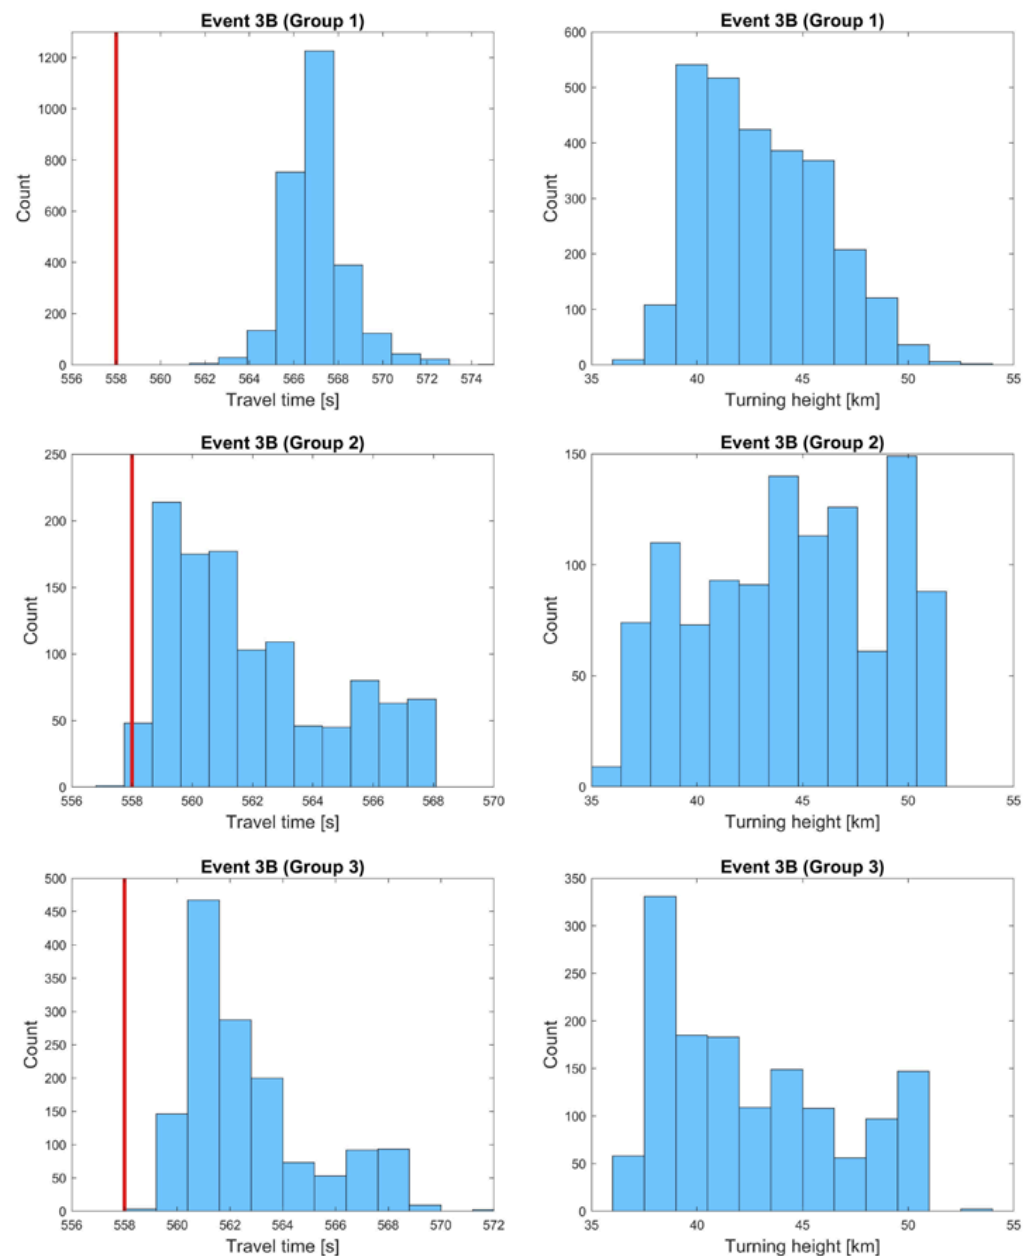 Event 3B (Group 1)
1200
1000
800
600
400
200
0
Count
556 558 560 562 564 566 568 570 572 574
Travel time [s]
Event 3B (Group 1)
600
500
400
300
200
100
0
Count
35 40 45 50 55
Turning height [km]
Event 3B (Group 2)
250
200
150
100
50
0
Count
556 558 560 562 564 566 568 570
Travel time [s]
Event 3B (Group 2)
150
100
50
0
Count
35 40 45 50 55
Turning height [km]
Event 3B (Group 3)
500
450
400
350
300
250
200
150
100
50
0
Count
556 558 560 562 564 566 568 570 572
Travel time [s]
Event 3B (Group 3)
350
300
250
200
150
100
50
0
Count
35 40 45 50 55
Turning height [km]